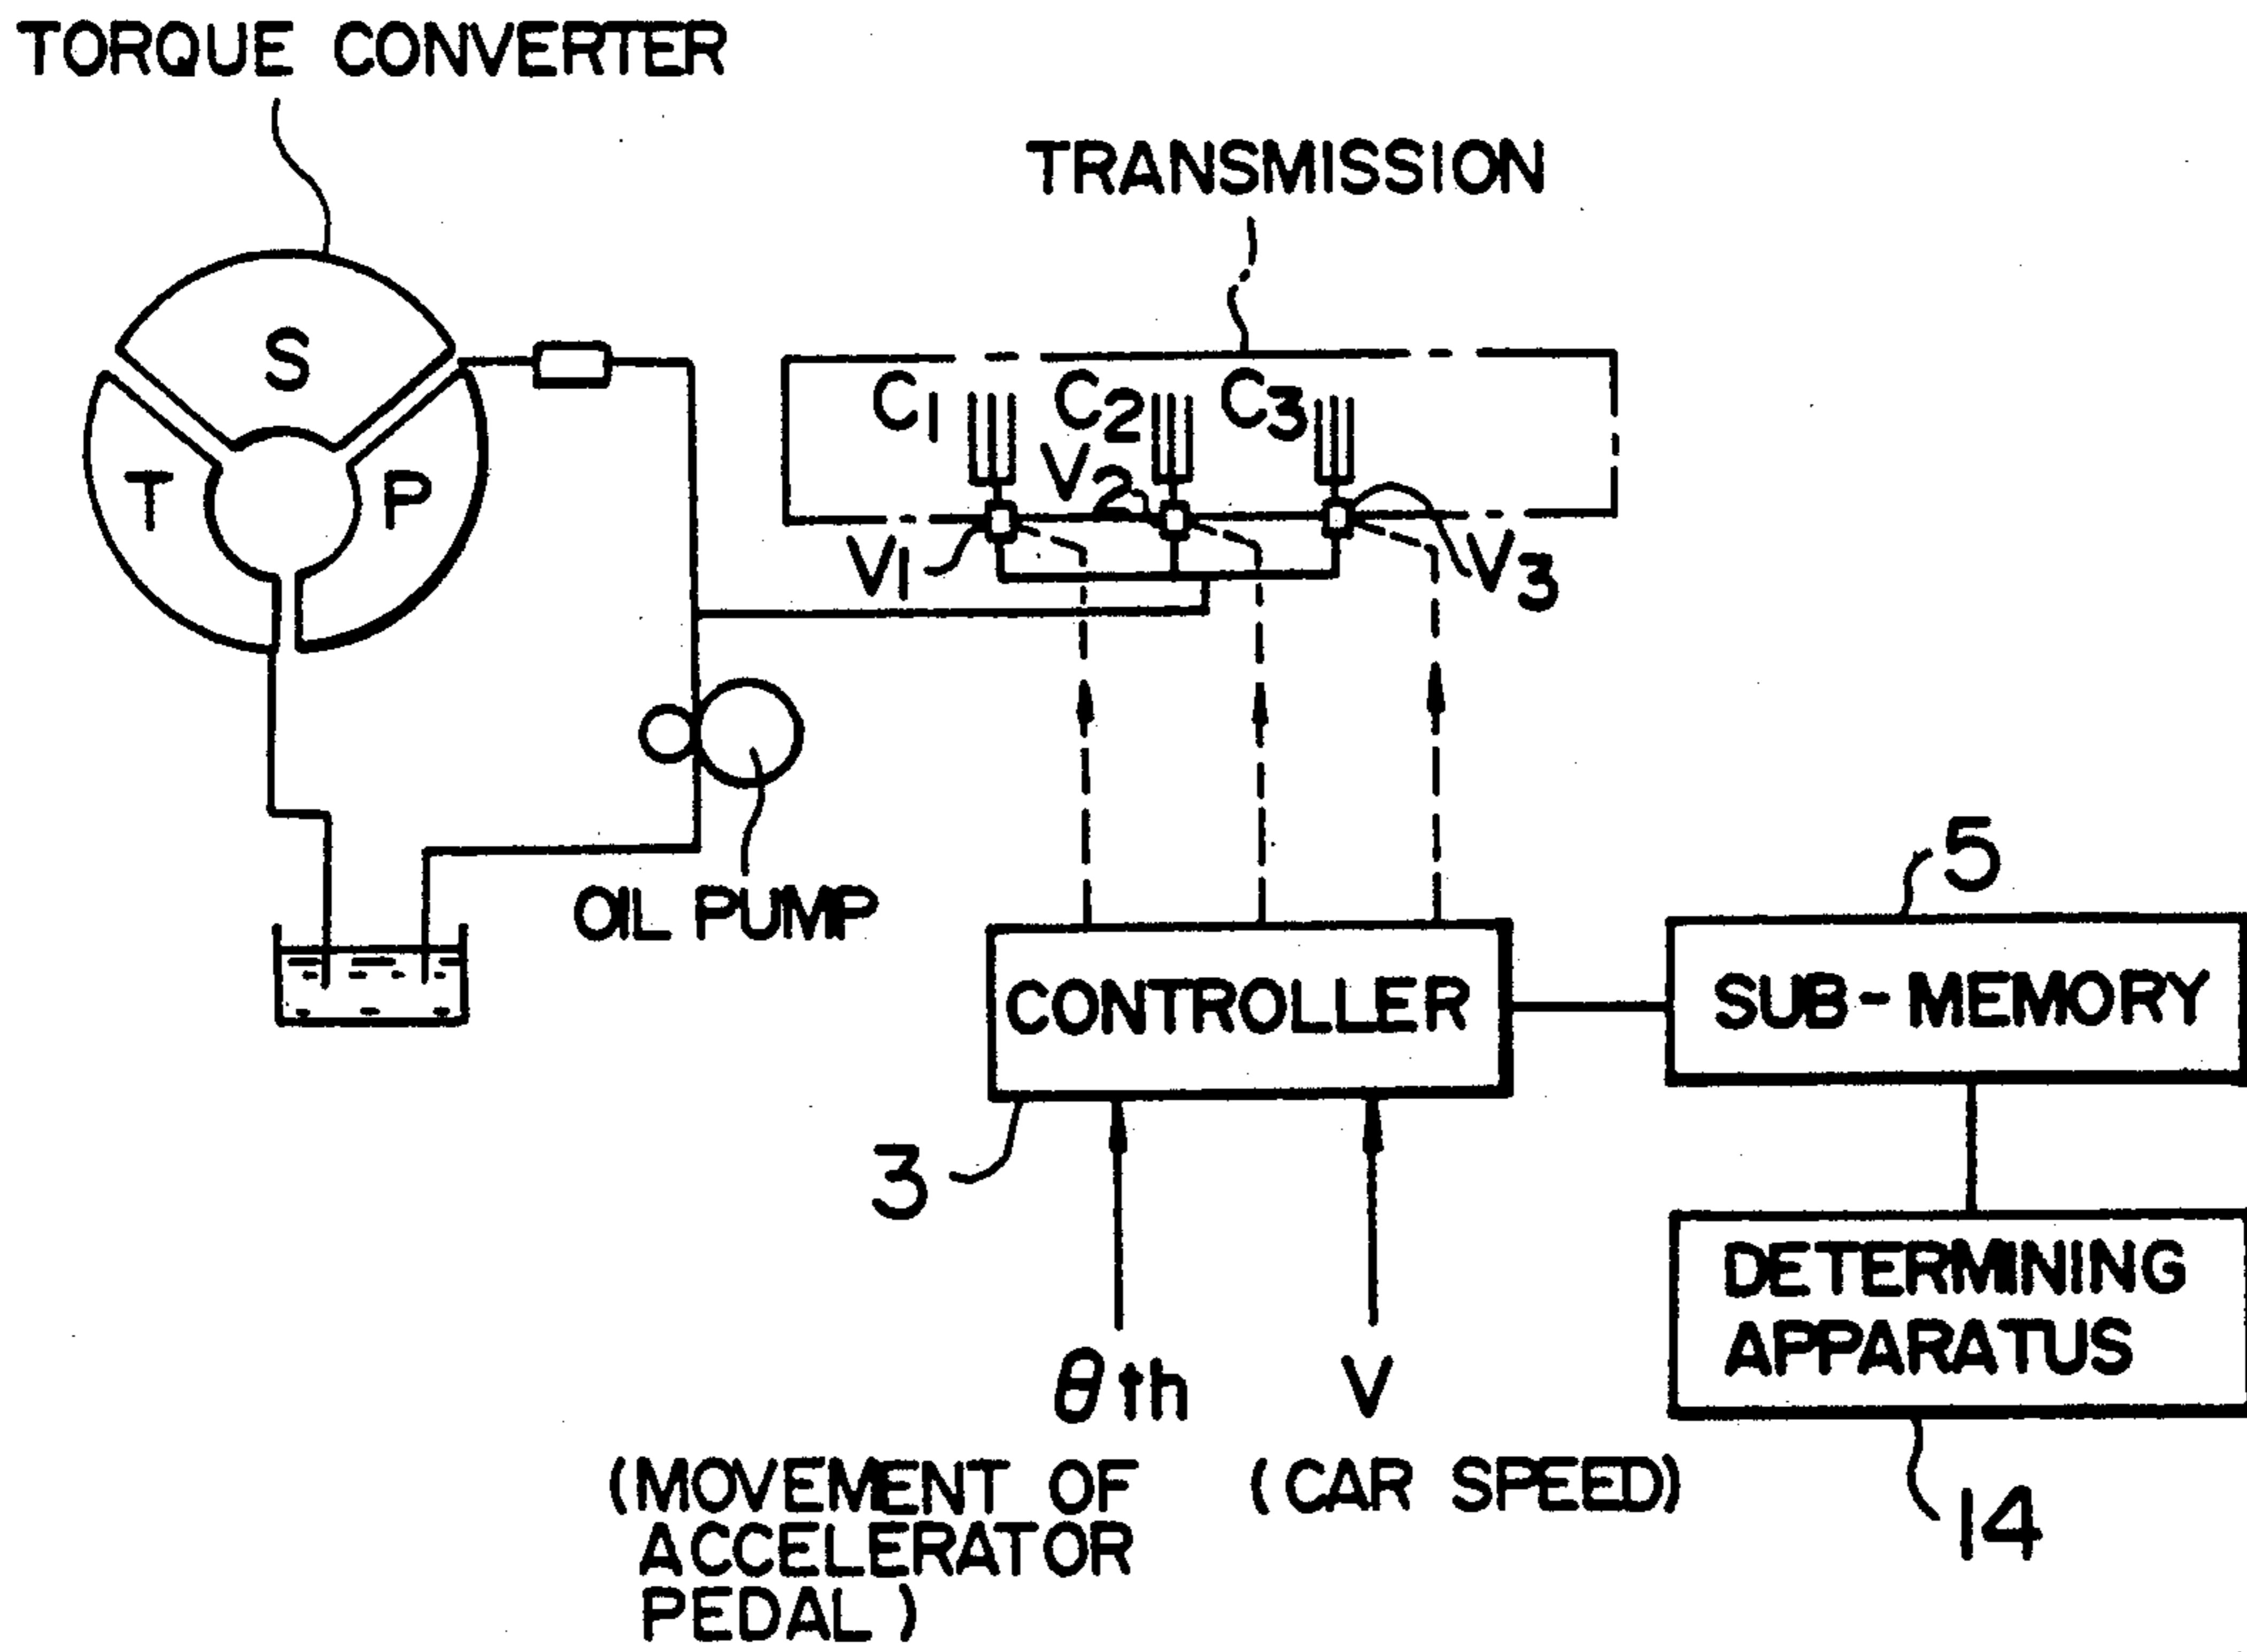 TORQUE CONVERTER
TRANSMISSION
S
T
P
C1
C2
C3
V2
V1
V3
OIL PUMP
5
CONTROLLER
SUB-MEMORY
3
DETERMINING
APPARATUS
θth
V
(MOVEMENT OF
ACCELERATOR
PEDAL)
(CAR SPEED)
14